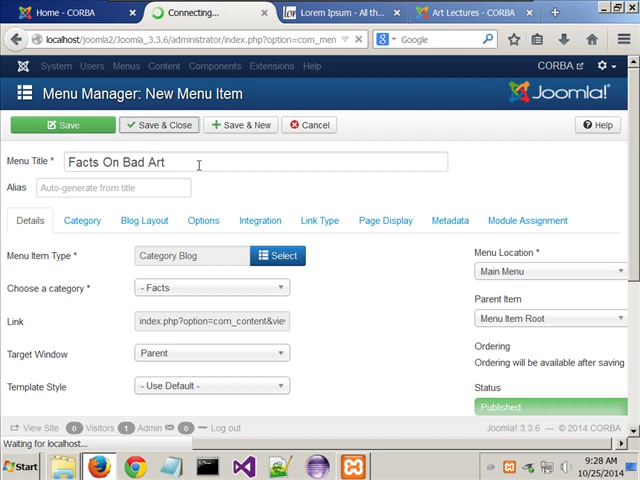 Home - CORBA
Connecting...
Lorem Ipsum - All th...
Art Lectures - CORBA
localhost/joomla2/Joomla_3.3.6/administrator/index.php?option=com_men
Google
System Users Menus Content Components Extensions Help
CORBA
Menu Manager: New Menu Item
Joomla!
Save
Save & Close
Save & New
Cancel
Help
Menu Title *
Facts On Bad Art
Alias
Auto-generate from title
Details Category Blog Layout Options Integration Link Type Page Display Metadata Module Assignment
Menu Item Type *
Category Blog
Select
Choose a category *
- Facts
Link
index.php?option=com_content&vie
Target Window
Parent
Template Style
- Use Default -
Menu Location *
Main Menu
Parent Item
Menu Item Root
Ordering
Ordering will be available after saving
Status
Published
View Site 0 Visitors 1 Admin 0 Log out
Joomla! 3.3.6 — © 2014 CORBA
Waiting for localhost...
Start
9:28 AM
10/25/2014